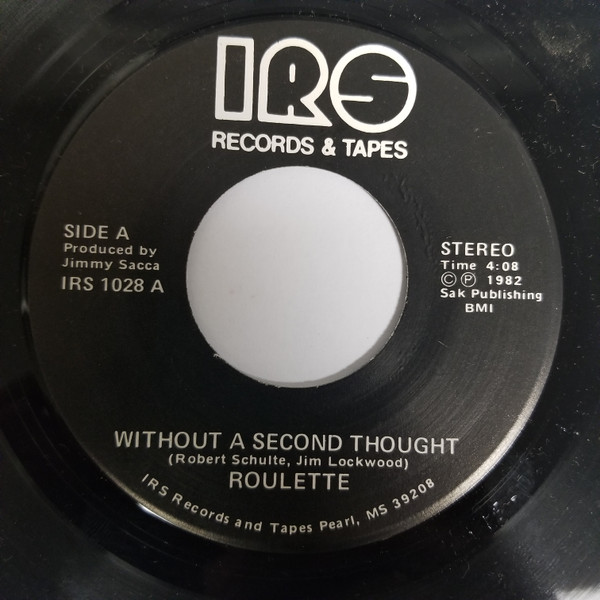 IRS
RECORDS & TAPES
SIDE A
Produced by
Jimmy Sacca
IRS 1028 A
STEREO
Time 4:08
© ℗ 1982
Sak Publishing
BMI
WITHOUT A SECOND THOUGHT
(Robert Schulte, Jim Lockwood)
ROULETTE
IRS Records and Tapes Pearl, MS 39208